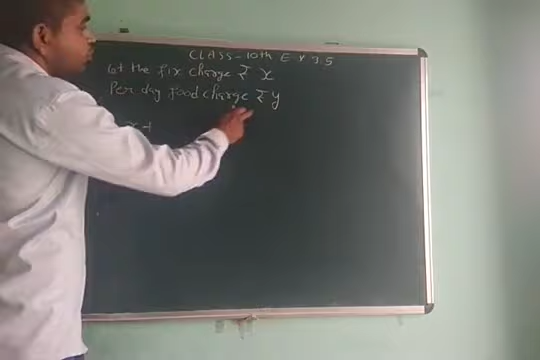 CLASS - 10th Ex 3.5
Let the fix charge ₹ x
Per day food charge ₹ y